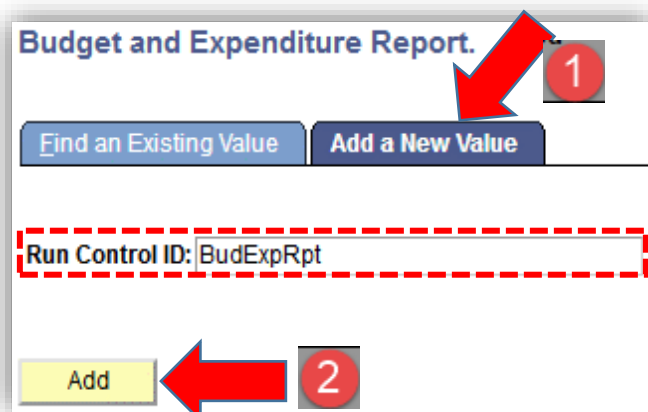 Budget and Expenditure Report.
1
Find an Existing Value
Add a New Value
Run Control ID: BudExpRpt
Add
2